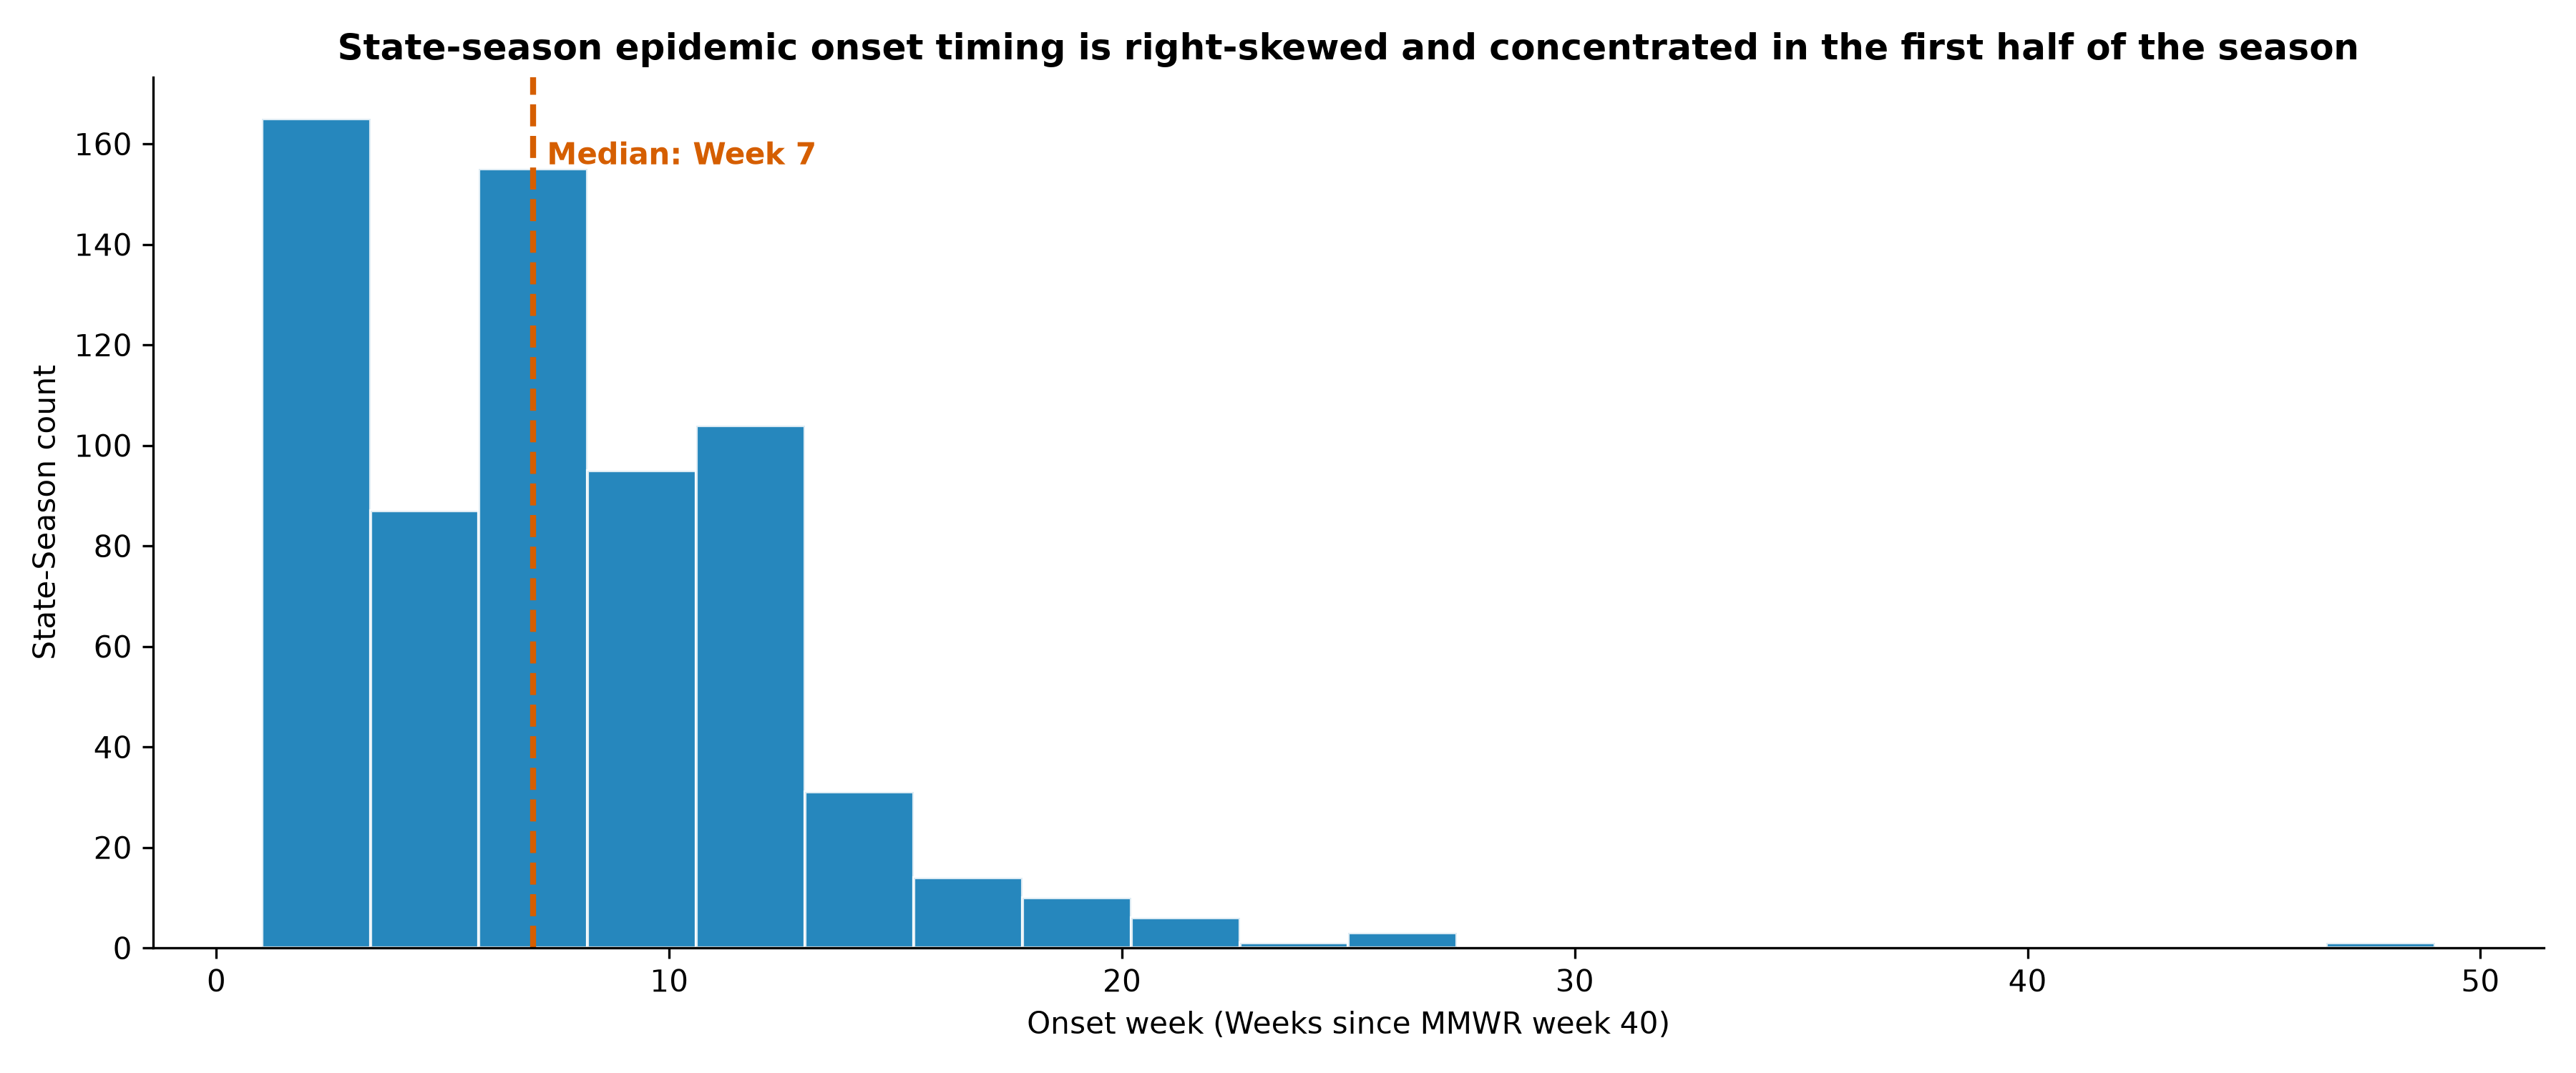 State-season epidemic onset timing is right-skewed and concentrated in the first half of the season
160
140
120
100
80
60
40
20
0
State-Season count
Median: Week 7
0 10 20 30 40 50
Onset week (Weeks since MMWR week 40)